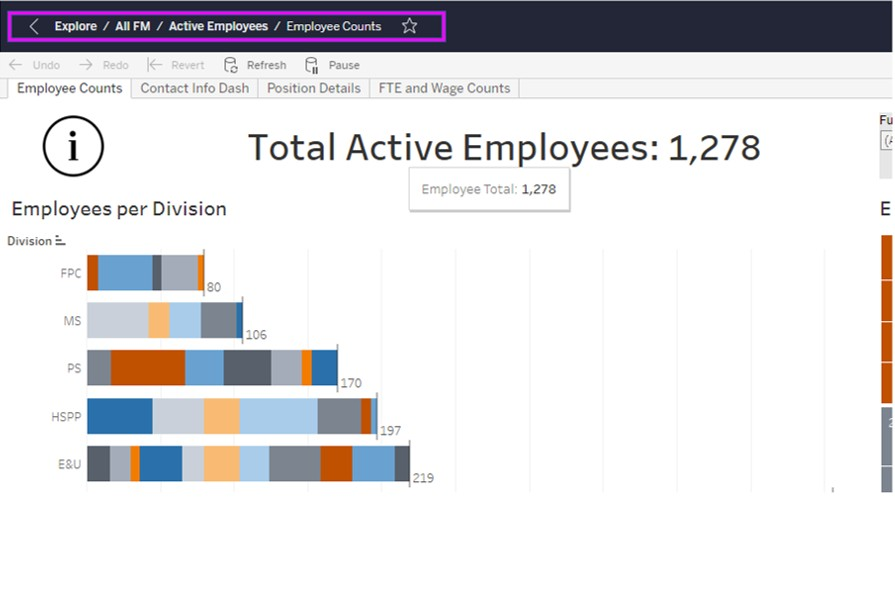 Explore / All FM / Active Employees / Employee Counts
Undo Redo Revert Refresh Pause
Employee Counts Contact Info Dash Position Details FTE and Wage Counts
i
Total Active Employees: 1,278
Fu
Employee Total: 1,278
Employees per Division
E
Division
FPC 80
MS 106
PS 170
HSPP 197
E&U 219